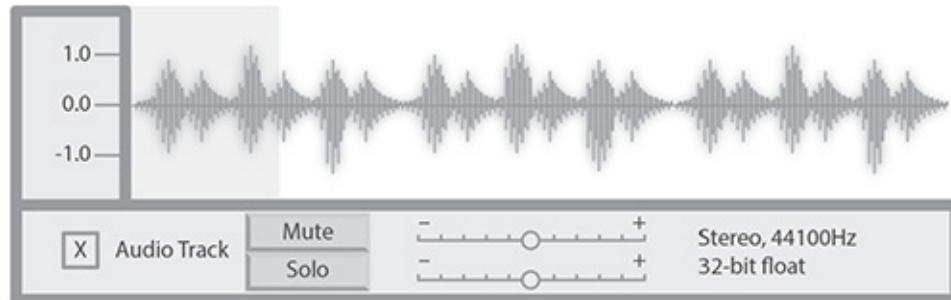 1.0
0.0
-1.0
X
Audio Track
Mute
Solo
- +
- +
Stereo, 44100Hz
32-bit float